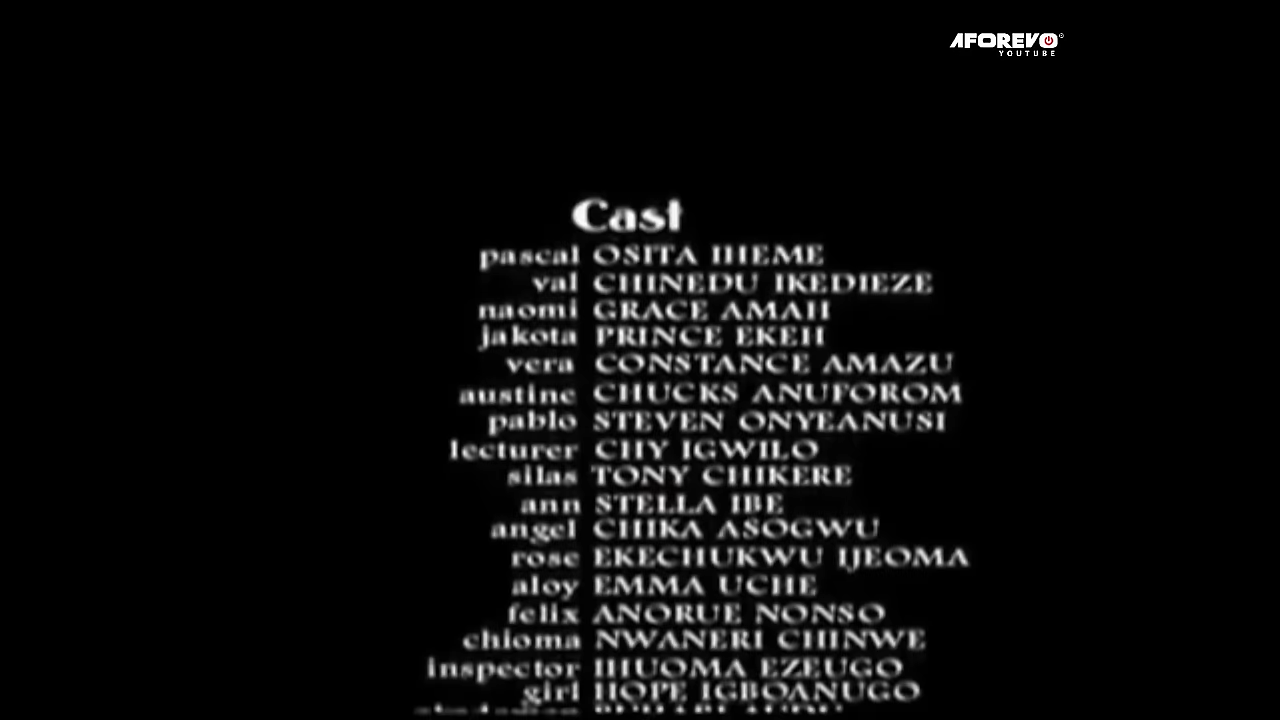 AFOREVO
YOUTUBE
Cast
pascal OSITA IHEME
val CHINEDU IKEDIEZE
naomi GRACE AMAH
jakota PRINCE EKEH
vera CONSTANCE AMAZU
austine CHUCKS ANUFOROM
pablo STEVEN ONYEANUSI
lecturer CHY IGWILO
silas TONY CHIKERE
ann STELLA IBE
angel CHIKA ASOGWU
rose EKECHUKWU IJEOMA
aloy EMMA UCHE
felix ANORUE NONSO
chioma NWANERI CHINWE
inspector IHUOMA EZEUGO
girl HOPE IGBOANUGO